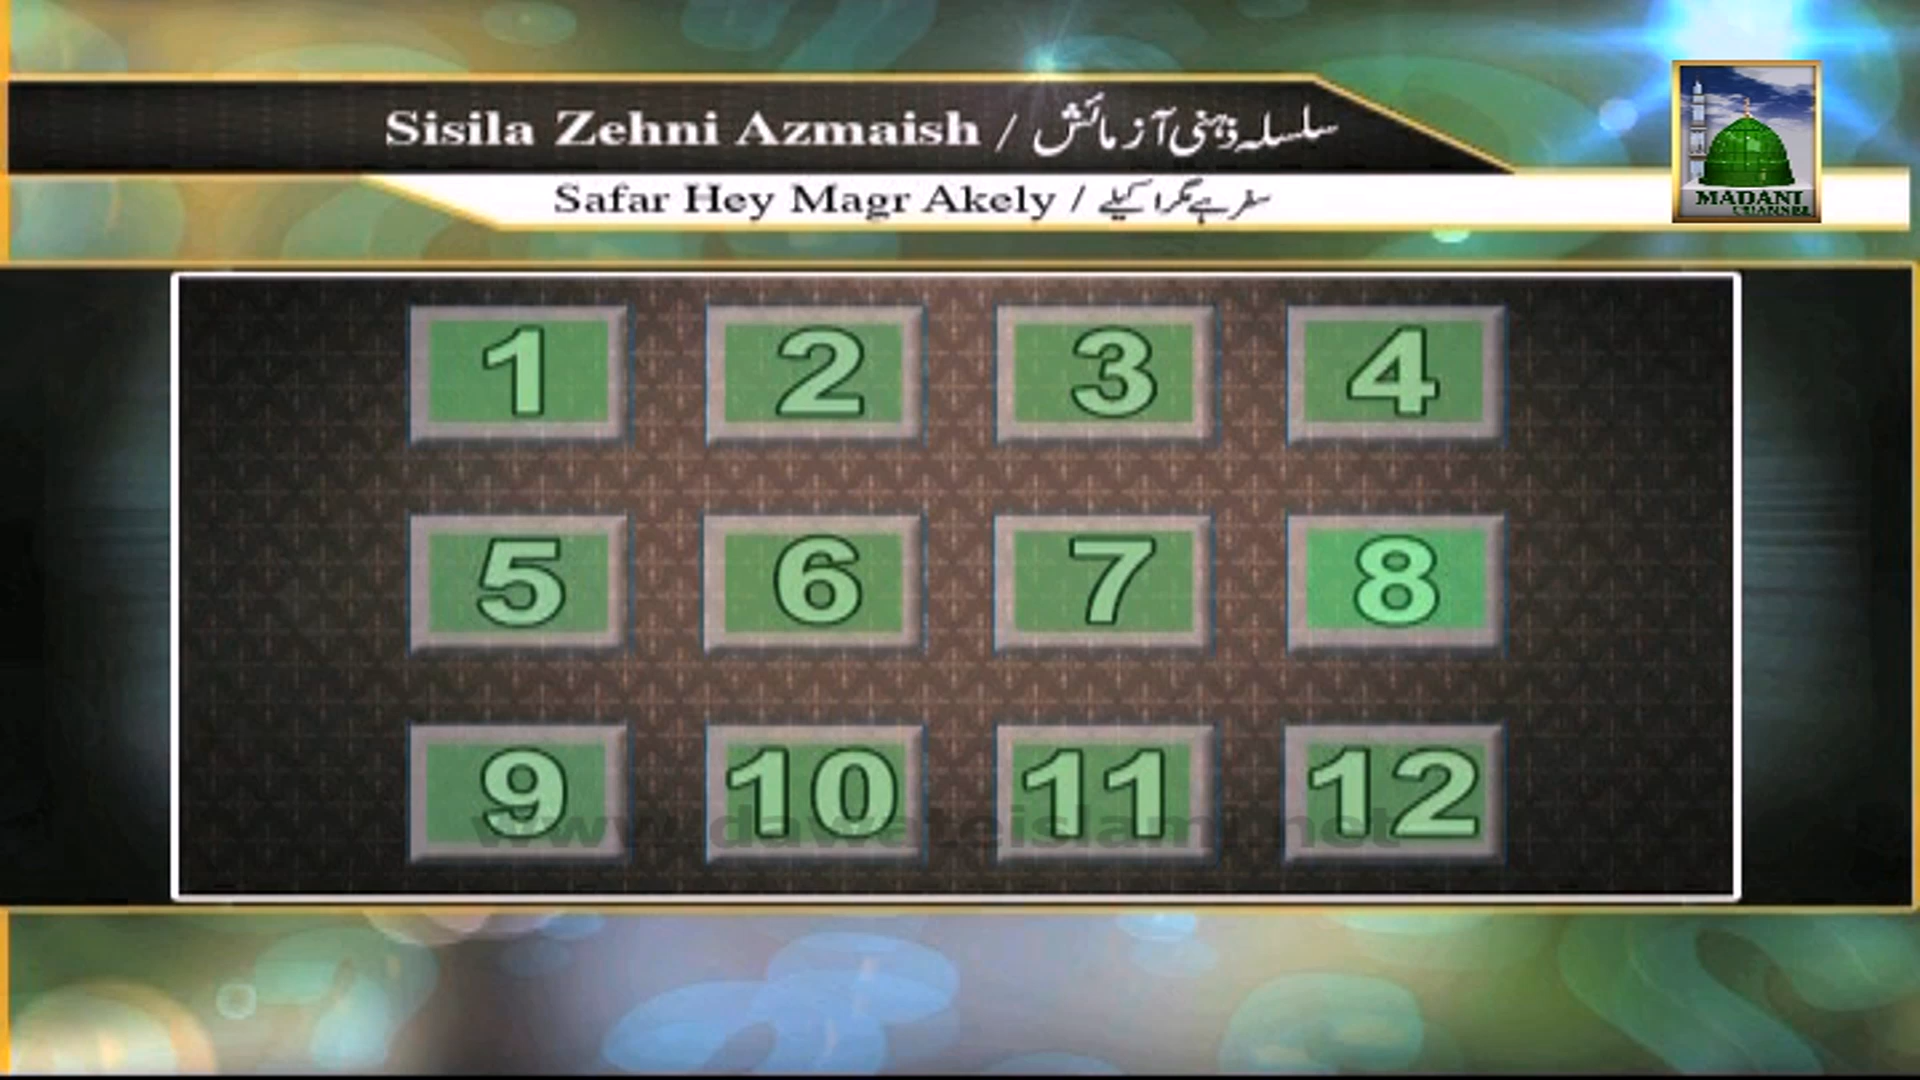 Sisila Zehni Azmaish / سلسلہ ذہنی آزمائش
Safar Hey Magr Akely / سفر ہے مگر اکیلے
MADANI
CHANNEL
1 2 3 4
5 6 7 8
9 10 11 12
www.dawateislami.net